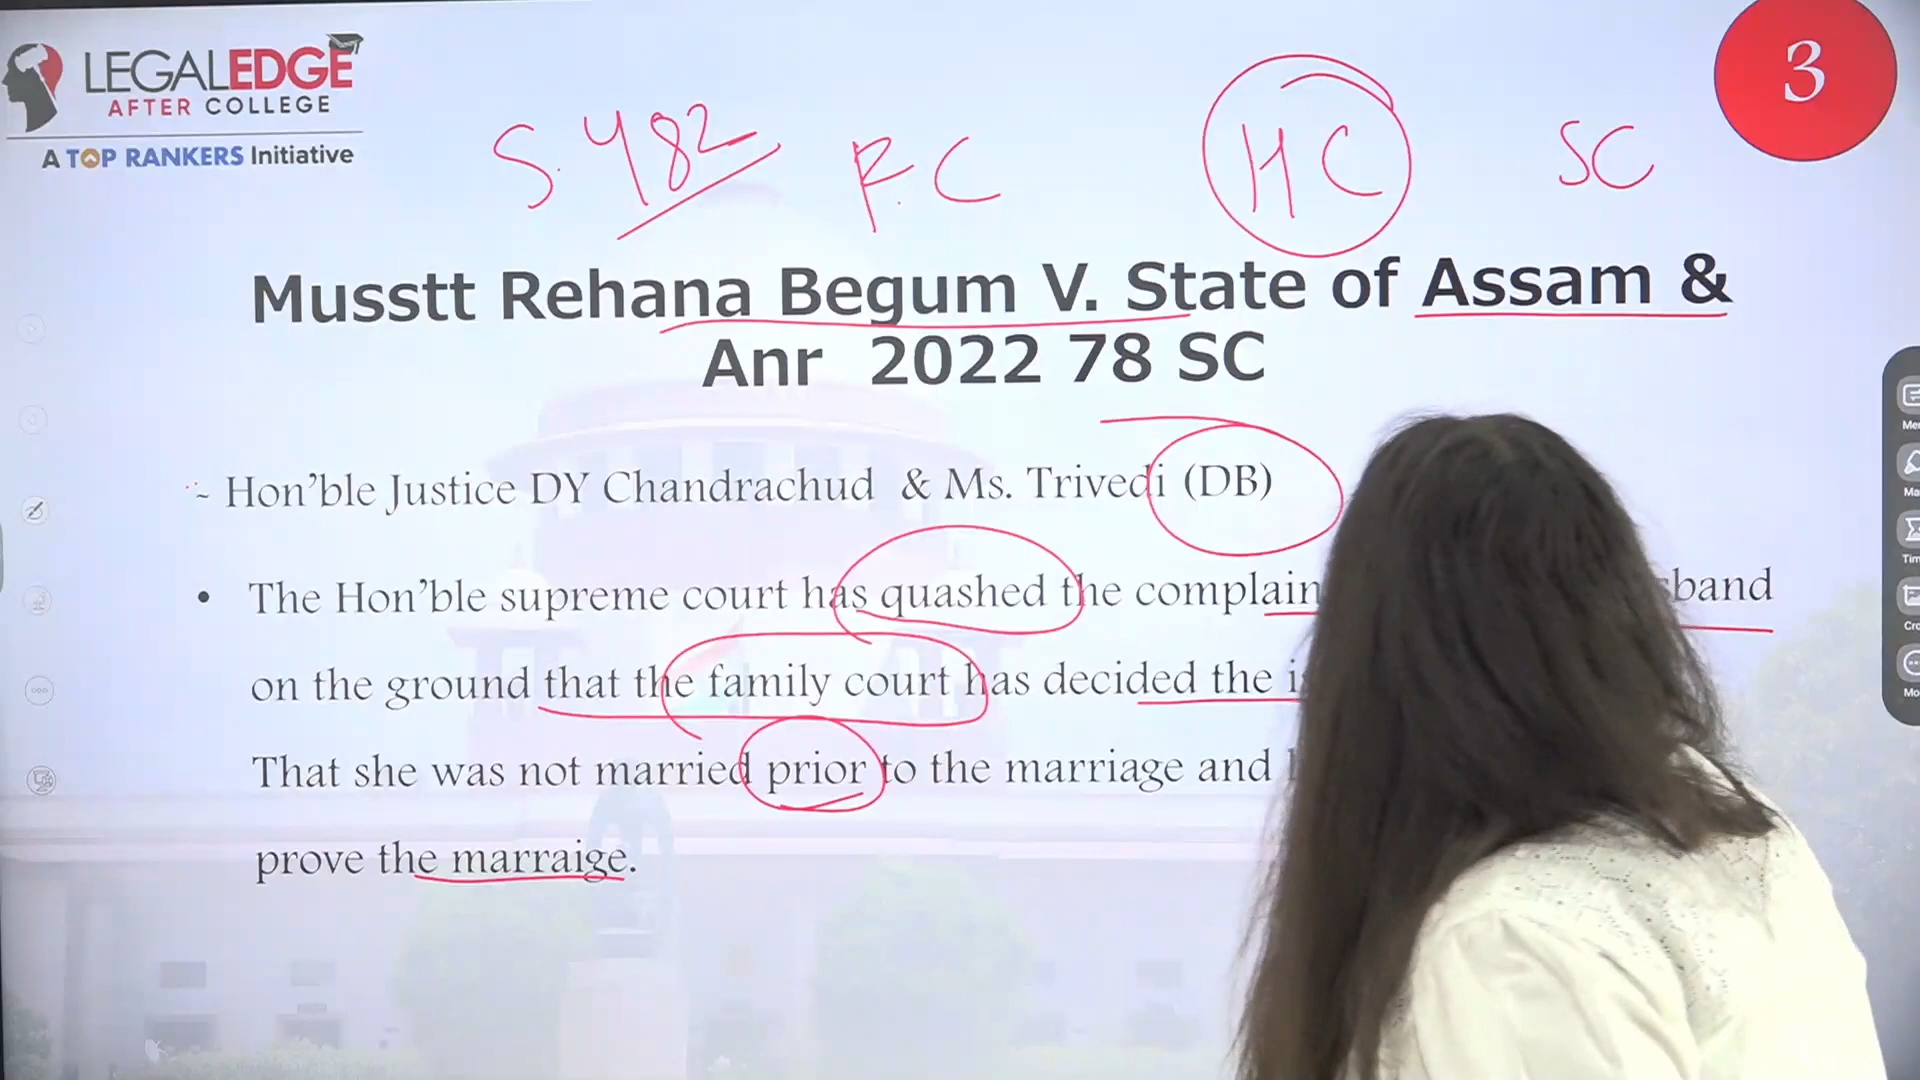 LEGALEDGE
AFTER COLLEGE
A TOP RANKERS Initiative
3
S. 482 F.C HC SC
Musstt Rehana Begum V. State of Assam &
Anr 2022 78 SC
~ Hon'ble Justice DY Chandrachud & Ms. Trivedi (DB)
• The Hon'ble supreme court has quashed the complain band
on the ground that the family court has decided the
That she was not married prior to the marriage and
prove the marraige.